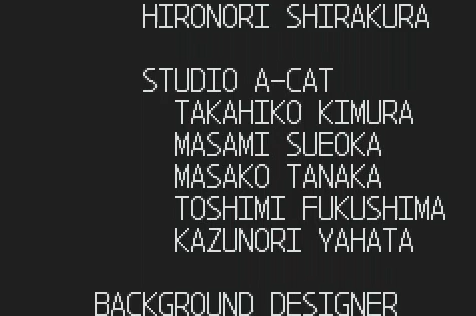 HIRONORI SHIRAKURA
STUDIO A-CAT
TAKAHIKO KIMURA
MASAMI SUEOKA
MASAKO TANAKA
TOSHIMI FUKUSHIMA
KAZUNORI YAHATA
BACKGROUND DESIGNER